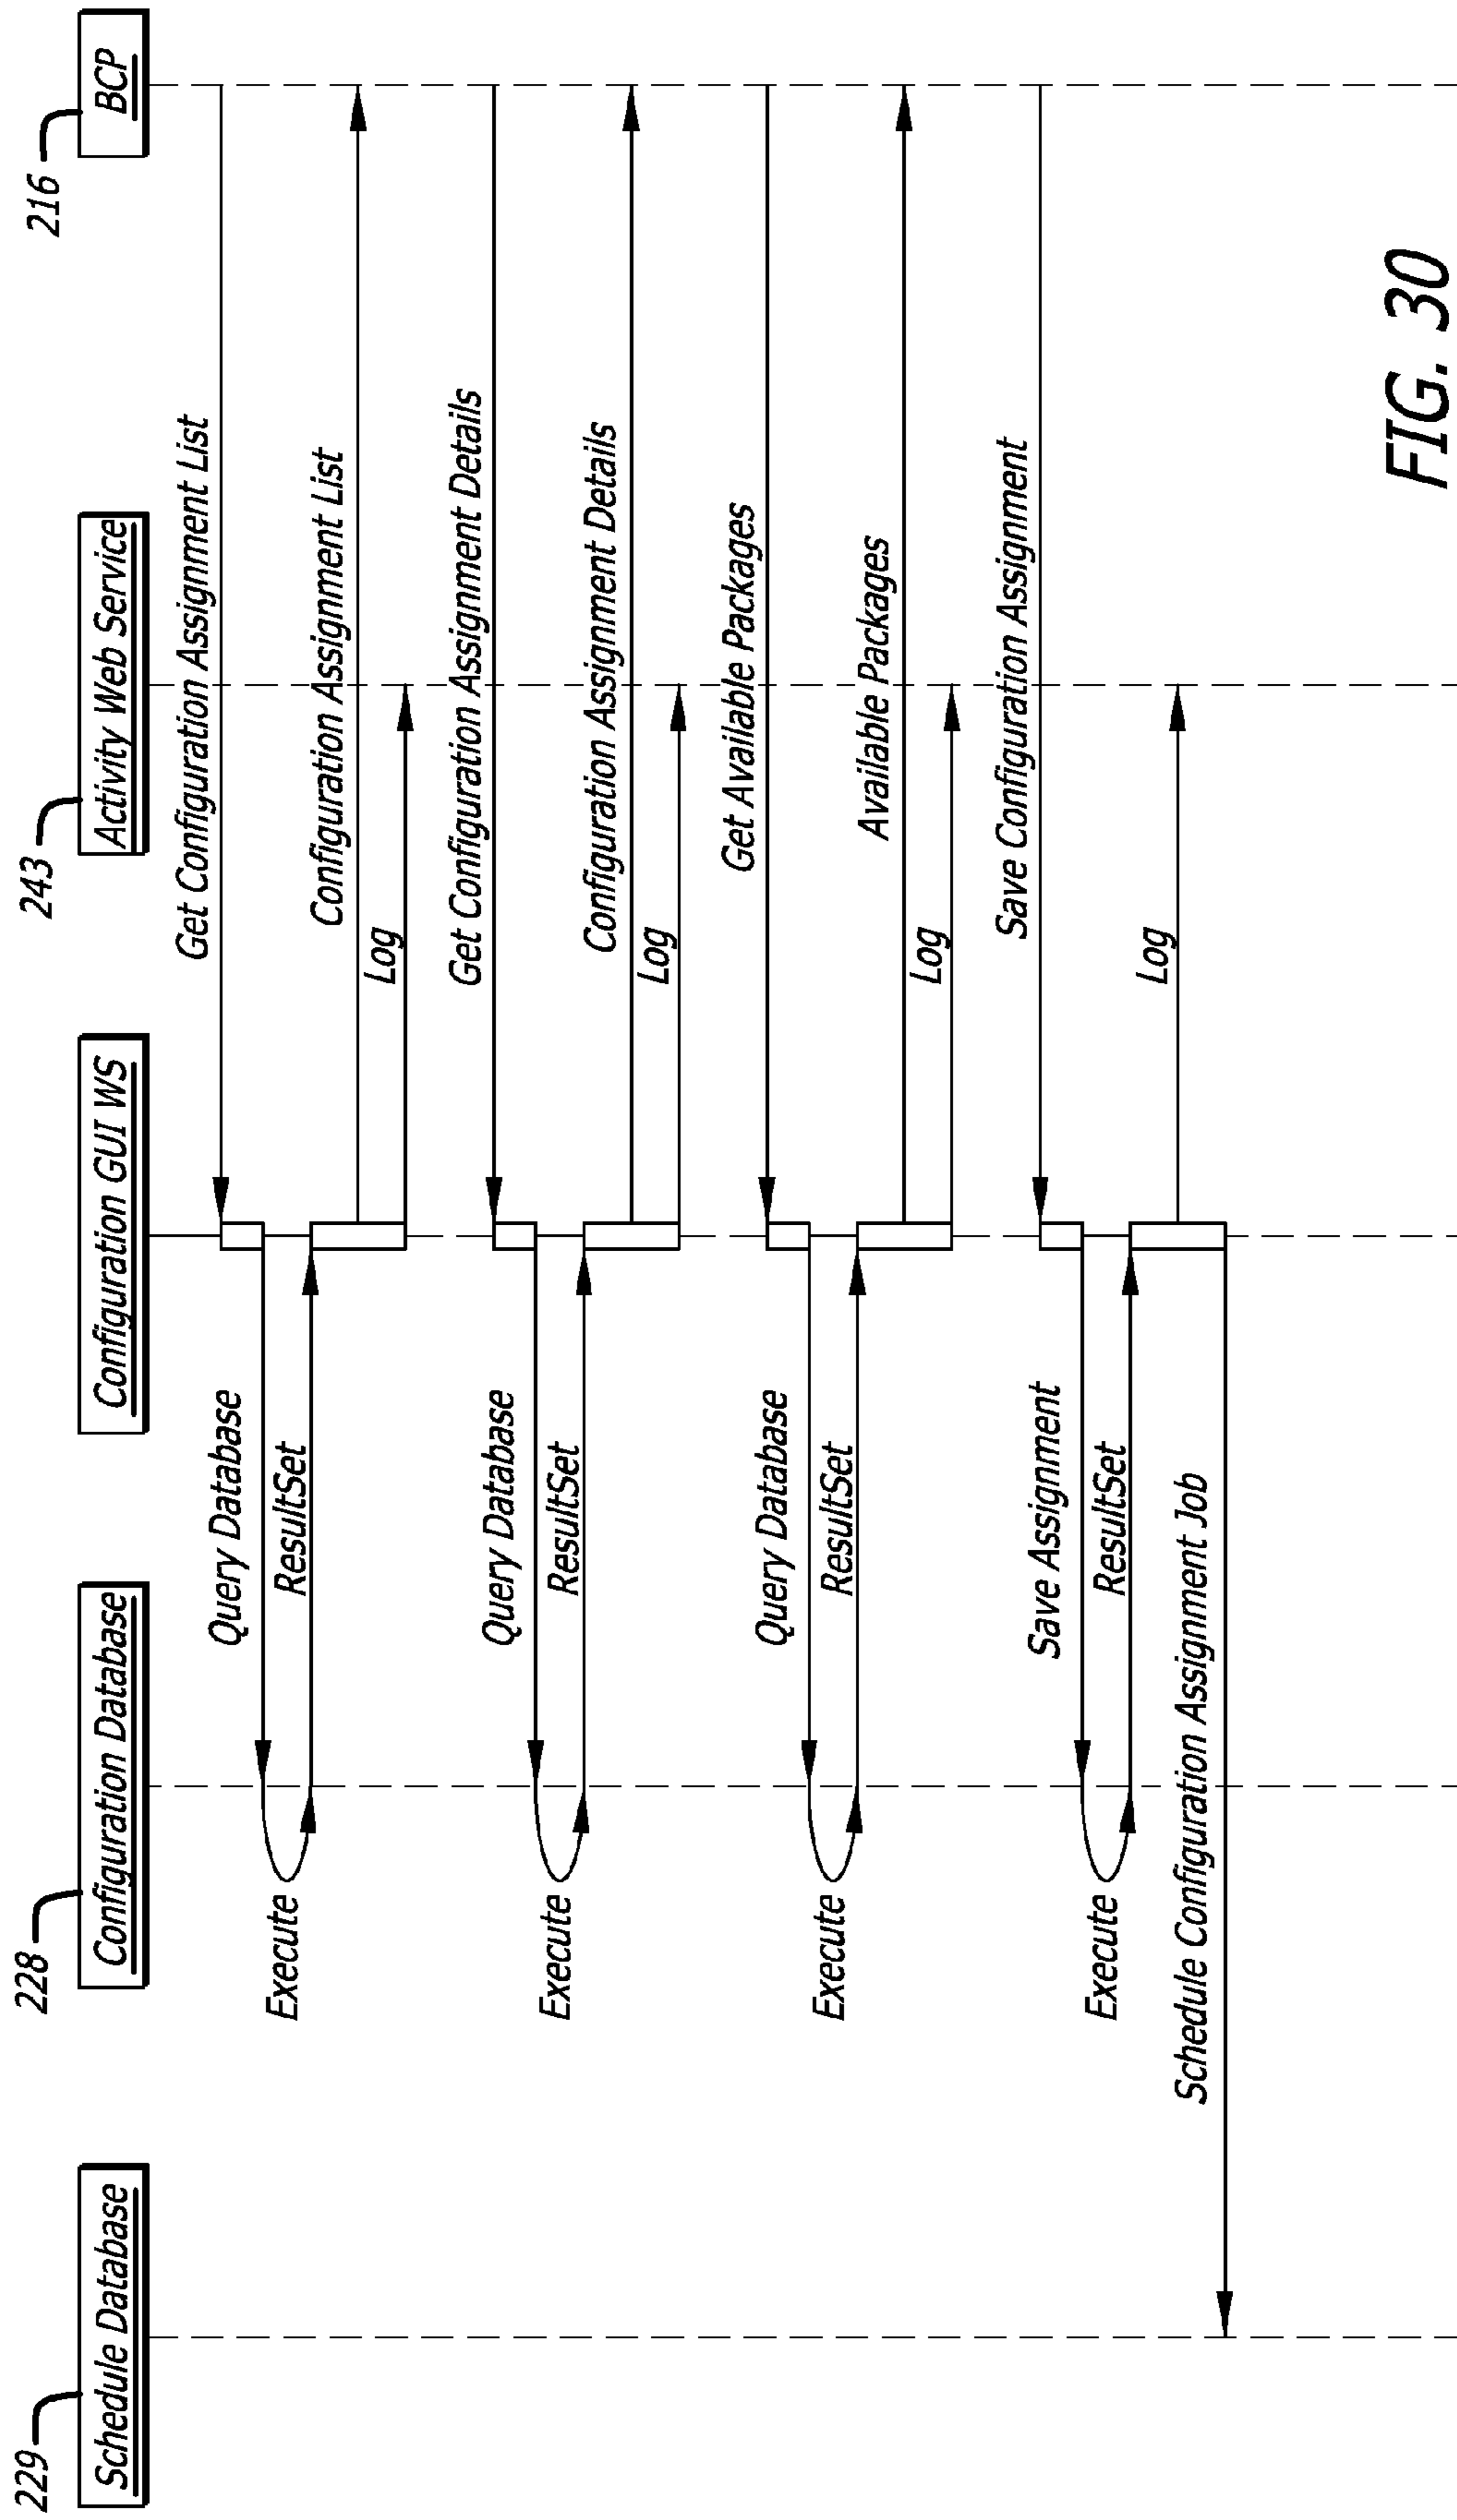 229
228
243
216
Schedule Database
Configuration Database
Configuration GUI WS
Activity Web Service
BCP
Get Configuration Assignment List
Query Database
Execute
ResultSet
Configuration Assignment List
Log
Get Configuration Assignment Details
Query Database
Execute
ResultSet
Configuration Assignment Details
Log
Get Available Packages
Query Database
Execute
ResultSet
Available Packages
Log
Save Configuration Assignment
Save Assignment
Execute
ResultSet
Log
Schedule Configuration Assignment Job
FIG. 30